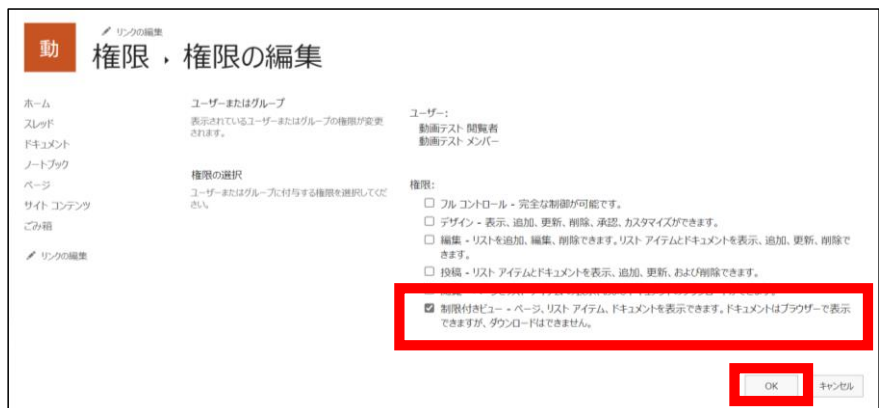 リンクの編集
動
権限 › 権限の編集
ホーム
スレッド
ドキュメント
ノートブック
ページ
サイト コンテンツ
ごみ箱
リンクの編集
ユーザーまたはグループ
表示されているユーザーまたはグループの権限が変更
されます。
ユーザー:
動画テスト 閲覧者
動画テスト メンバー
権限の選択
ユーザーまたはグループに付与する権限を選択してくだ
さい。
権限:
フル コントロール - 完全な制御が可能です。
デザイン - 表示、追加、更新、削除、承認、カスタマイズができます。
編集 - リストを追加、編集、削除できます。リスト アイテムとドキュメントを表示、追加、更新、削除で
きます。
投稿 - リスト アイテムとドキュメントを表示、追加、更新、および削除できます。
制限付きビュー - ページ、リスト アイテム、ドキュメントを表示できます。ドキュメントはブラウザーで表示
できますが、ダウンロードはできません。
OK
キャンセル